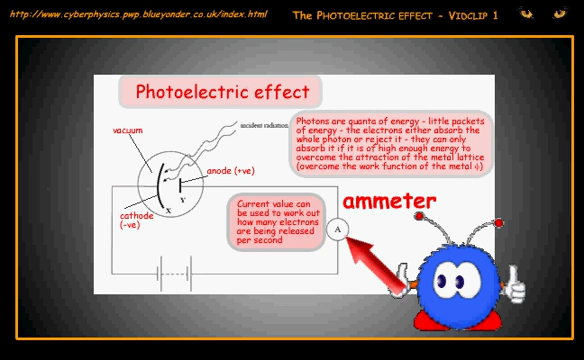 http://www.cyberphysics.pwp.blueyonder.co.uk/index.html
The Photoelectric effect - Vidclip 1
Photoelectric effect
incident radiation
Photons are quanta of energy - little packets
of energy - the electrons either absorb the
whole photon or reject it - they can only
absorb it if it is of high enough energy to
overcome the attraction of the metal lattice
(overcome the work function of the metal ϕ)
vacuum
anode (+ve)
X
Y
cathode
(-ve)
Current value can
be used to work out
how many electrons
are being released
per second
ammeter
A